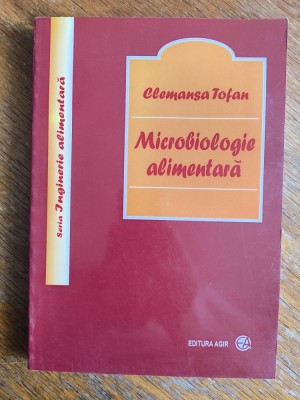 Seria Inginerie alimentară
Clemansa Tofan
Microbiologie
alimentară
EDITURA AGIR